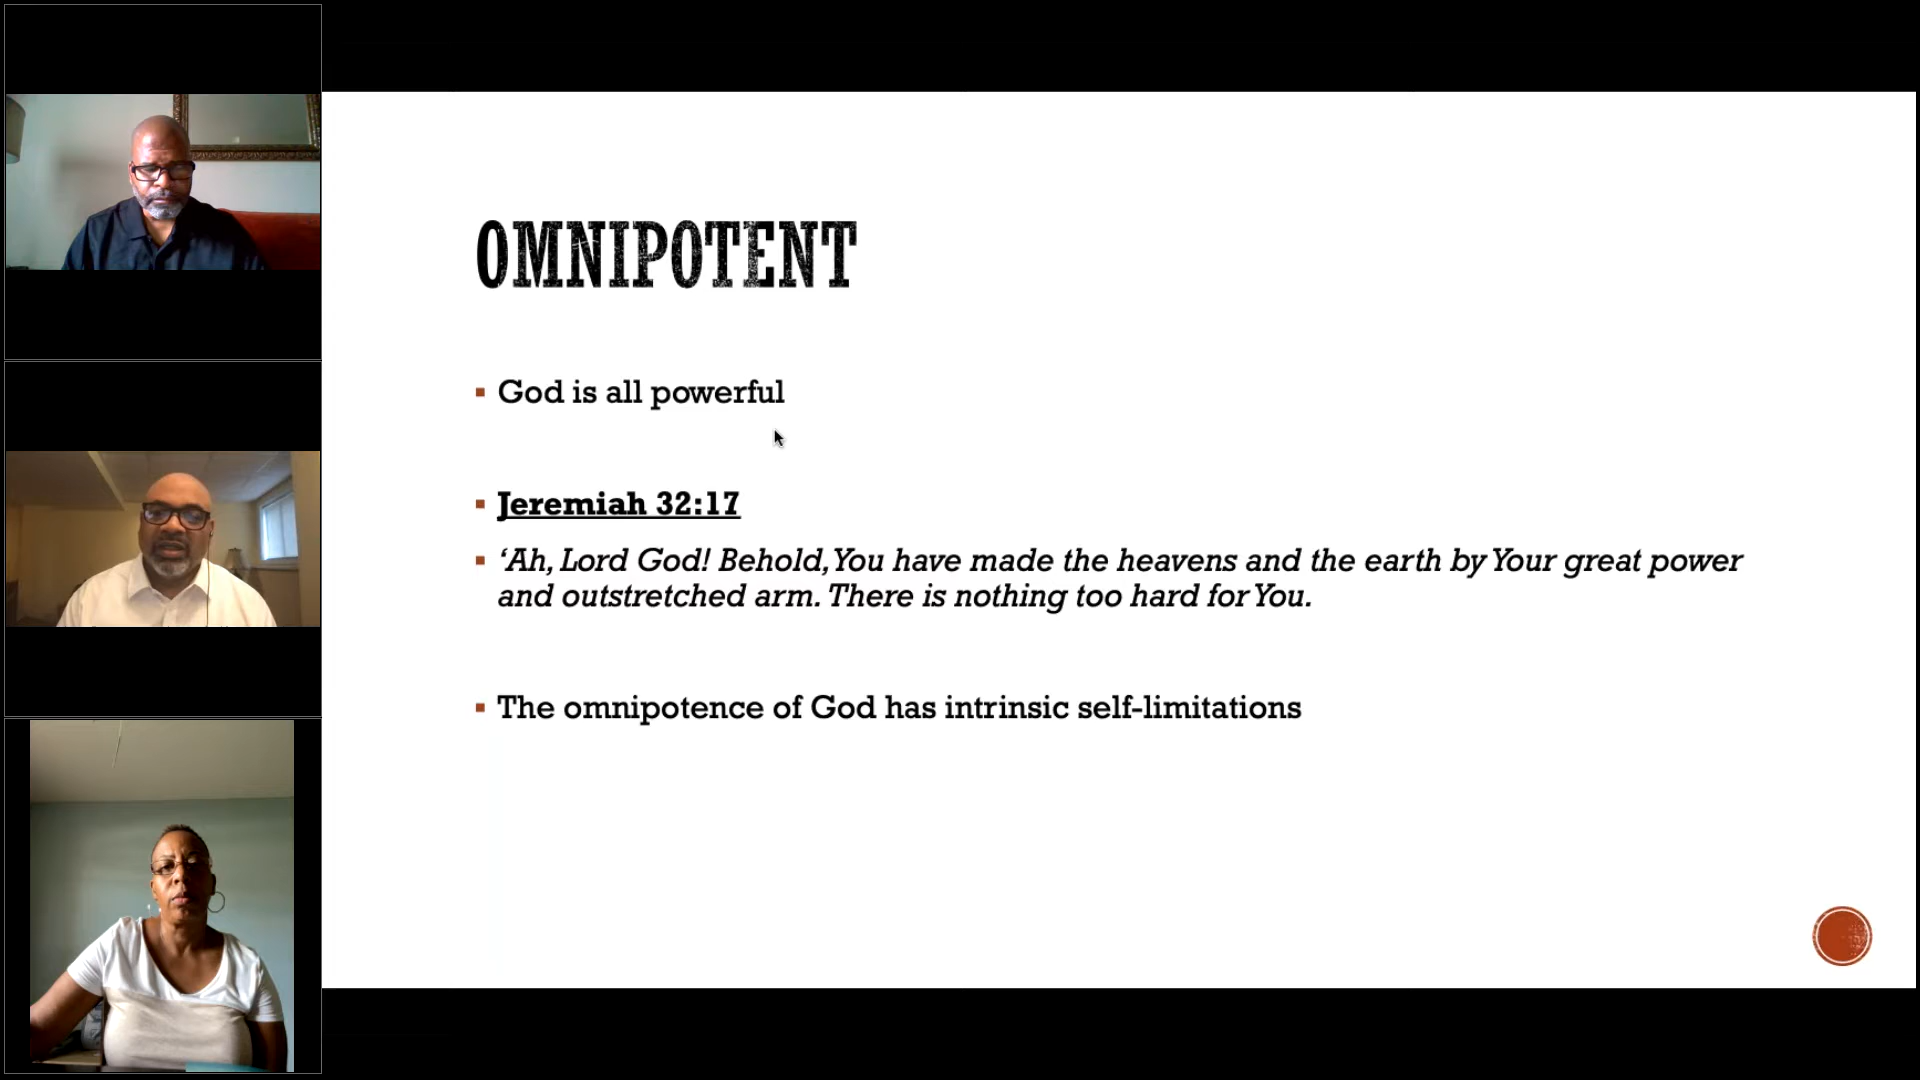 OMNIPOTENT
God is all powerful
Jeremiah 32:17
‘Ah, Lord God! Behold, You have made the heavens and the earth by Your great power
and outstretched arm. There is nothing too hard for You.
The omnipotence of God has intrinsic self-limitations